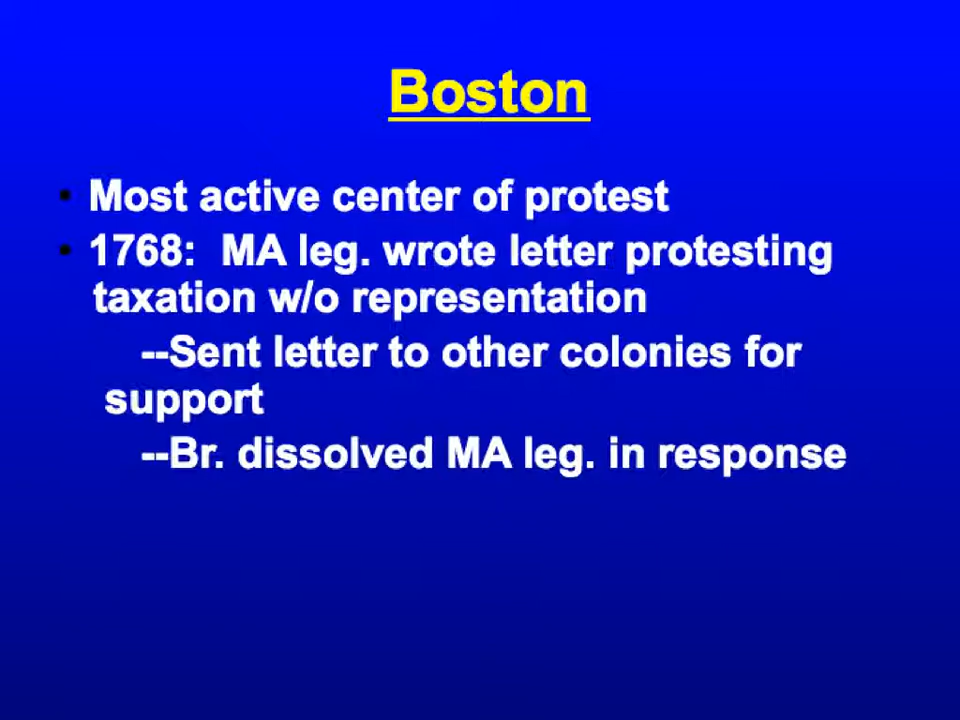 Boston
• Most active center of protest
• 1768:  MA leg. wrote letter protesting
taxation w/o representation
--Sent letter to other colonies for
support
--Br. dissolved MA leg. in response